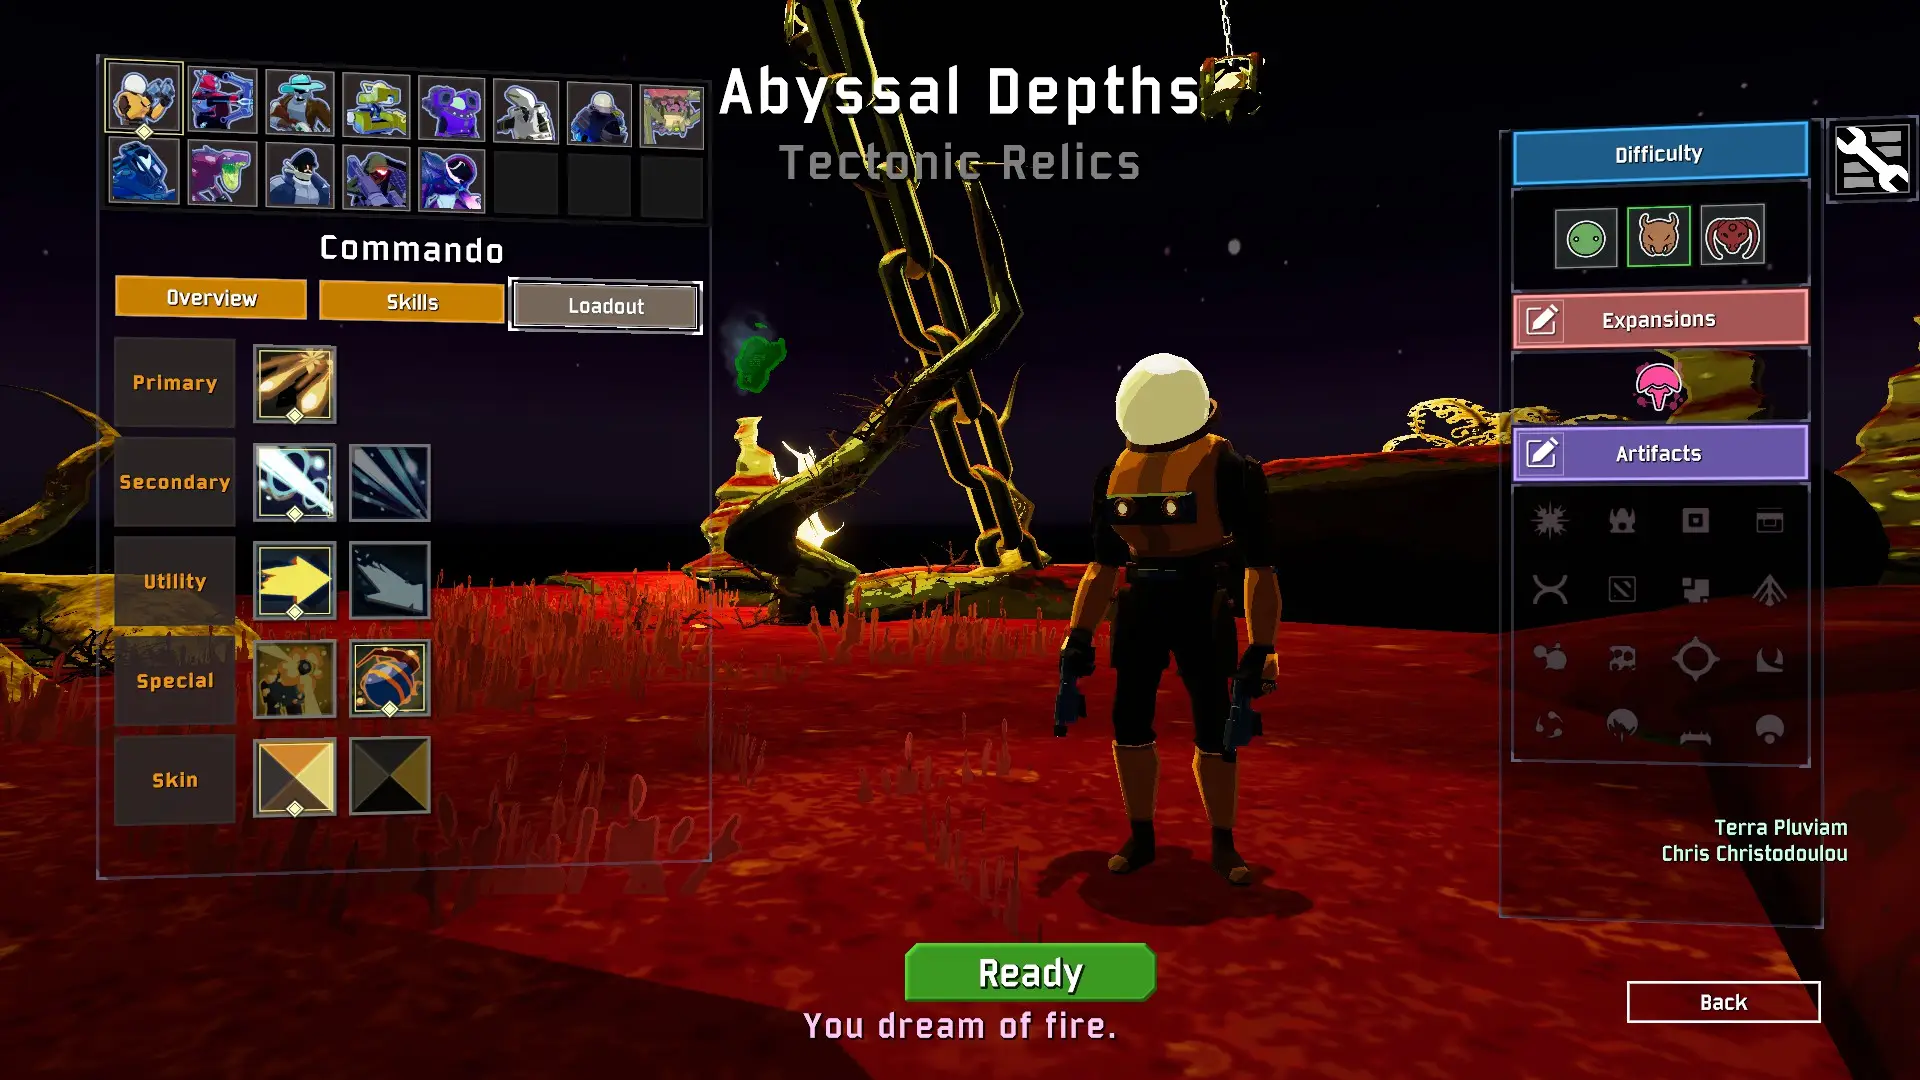 Abyssal Depths
Tectonic Relics
Commando
Overview
Skills
Loadout
Primary
Secondary
Utility
Special
Skin
Difficulty
Expansions
Artifacts
Terra Pluviam
Chris Christodoulou
Ready
You dream of fire.
Back